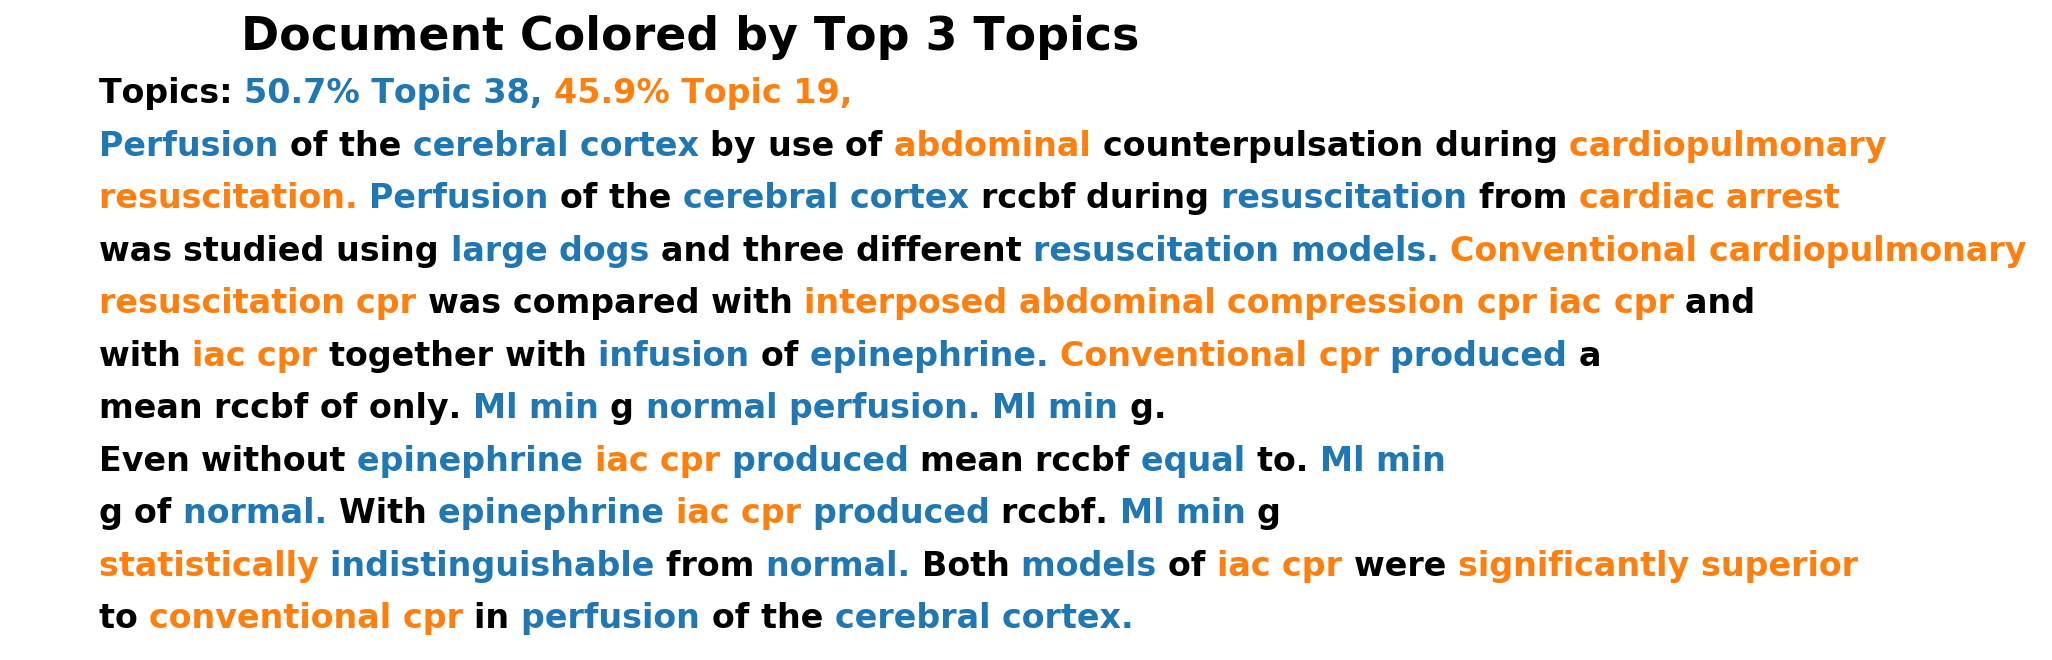 Document Colored by Top 3 Topics
Topics: 50.7% Topic 38, 45.9% Topic 19,
Perfusion of the cerebral cortex by use of abdominal counterpulsation during cardiopulmonary
resuscitation. Perfusion of the cerebral cortex rccbf during resuscitation from cardiac arrest
was studied using large dogs and three different resuscitation models. Conventional cardiopulmonary
resuscitation cpr was compared with interposed abdominal compression cpr iac cpr and
with iac cpr together with infusion of epinephrine. Conventional cpr produced a
mean rccbf of only. Ml min g normal perfusion. Ml min g.
Even without epinephrine iac cpr produced mean rccbf equal to. Ml min
g of normal. With epinephrine iac cpr produced rccbf. Ml min g
statistically indistinguishable from normal. Both models of iac cpr were significantly superior
to conventional cpr in perfusion of the cerebral cortex.